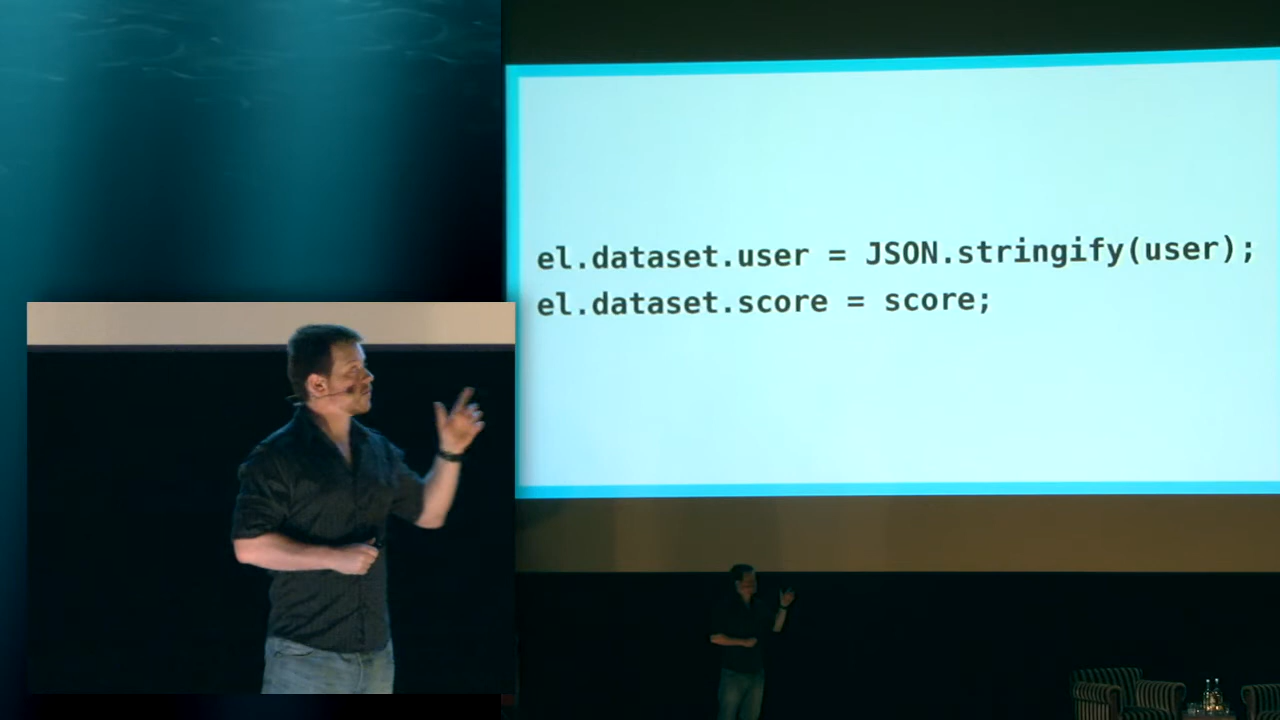 el.dataset.user = JSON.stringify(user);
el.dataset.score = score;